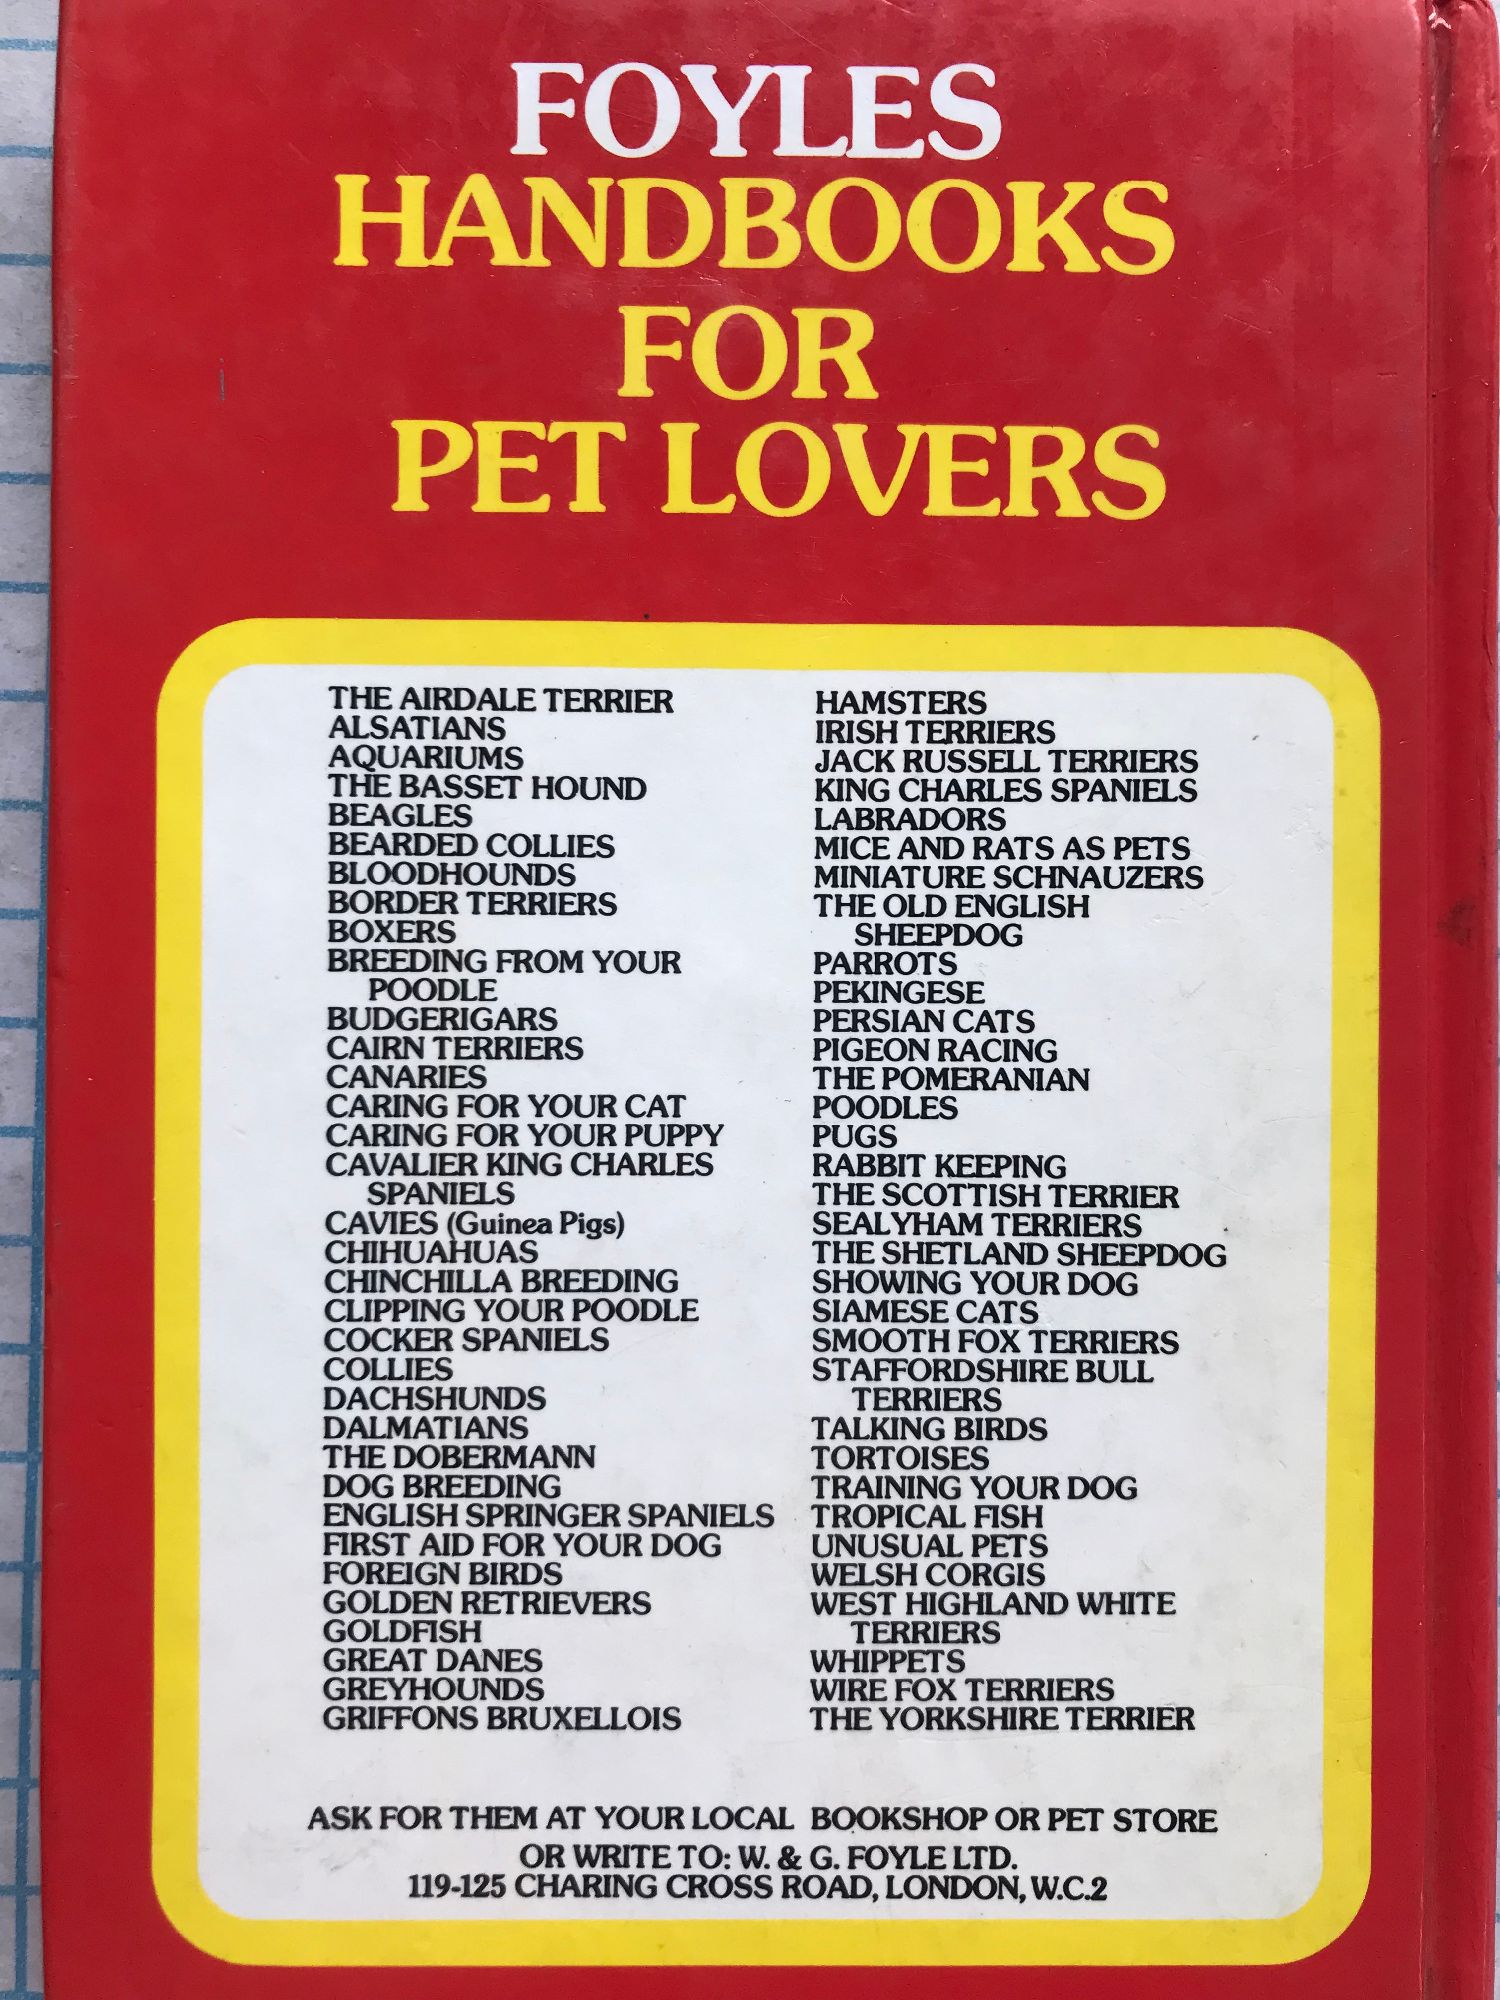 FOYLES
HANDBOOKS
FOR
PET LOVERS
THE AIRDALE TERRIER
ALSATIANS
AQUARIUMS
THE BASSET HOUND
BEAGLES
BEARDED COLLIES
BLOODHOUNDS
BORDER TERRIERS
BOXERS
BREEDING FROM YOUR
POODLE
BUDGERIGARS
CAIRN TERRIERS
CANARIES
CARING FOR YOUR CAT
CARING FOR YOUR PUPPY
CAVALIER KING CHARLES
SPANIELS
CAVIES (Guinea Pigs)
CHIHUAHUAS
CHINCHILLA BREEDING
CLIPPING YOUR POODLE
COCKER SPANIELS
COLLIES
DACHSHUNDS
DALMATIANS
THE DOBERMANN
DOG BREEDING
ENGLISH SPRINGER SPANIELS
FIRST AID FOR YOUR DOG
FOREIGN BIRDS
GOLDEN RETRIEVERS
GOLDFISH
GREAT DANES
GREYHOUNDS
GRIFFONS BRUXELLOIS
HAMSTERS
IRISH TERRIERS
JACK RUSSELL TERRIERS
KING CHARLES SPANIELS
LABRADORS
MICE AND RATS AS PETS
MINIATURE SCHNAUZERS
THE OLD ENGLISH
SHEEPDOG
PARROTS
PEKINGESE
PERSIAN CATS
PIGEON RACING
THE POMERANIAN
POODLES
PUGS
RABBIT KEEPING
THE SCOTTISH TERRIER
SEALYHAM TERRIERS
THE SHETLAND SHEEPDOG
SHOWING YOUR DOG
SIAMESE CATS
SMOOTH FOX TERRIERS
STAFFORDSHIRE BULL
TERRIERS
TALKING BIRDS
TORTOISES
TRAINING YOUR DOG
TROPICAL FISH
UNUSUAL PETS
WELSH CORGIS
WEST HIGHLAND WHITE
TERRIERS
WHIPPETS
WIRE FOX TERRIERS
THE YORKSHIRE TERRIER
ASK FOR THEM AT YOUR LOCAL BOOKSHOP OR PET STORE
OR WRITE TO: W. & G. FOYLE LTD.
119-125 CHARING CROSS ROAD, LONDON, W.C.2